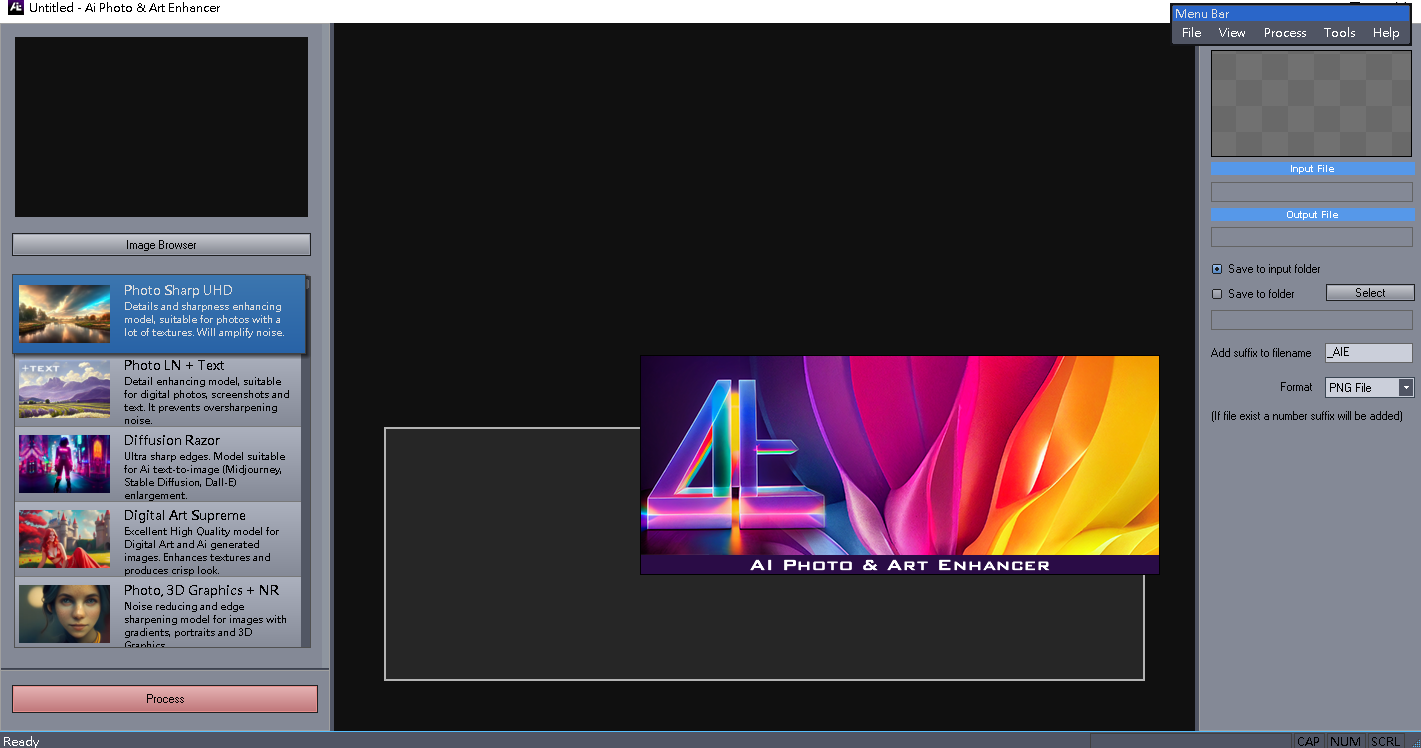 Untitled - Ai Photo & Art Enhancer
Menu Bar
File View Process Tools Help
Image Browser
Photo Sharp UHD
Details and sharpness enhancing
model, suitable for photos with a
lot of textures. Will amplify noise.
+TEXT
Photo LN + Text
Detail enhancing model, suitable
for digital photos, screenshots and
text. It prevents oversharpening
noise.
Diffusion Razor
Ultra sharp edges. Model suitable
for Ai text-to-image (Midjourney,
Stable Diffusion, Dall-E)
enlargement.
Digital Art Supreme
Excellent High Quality model for
Digital Art and Ai generated
images. Enhances textures and
produces crisp look.
Photo, 3D Graphics + NR
Noise reducing and edge
sharpening model for images with
gradients, portraits and 3D
Graphics
Process
AI Photo & Art Enhancer
Input File
Output File
Save to input folder
Save to folder
Select
Add suffix to filename
_AIE
Format
PNG File
(If file exist a number suffix will be added)
Ready
CAP NUM SCRL